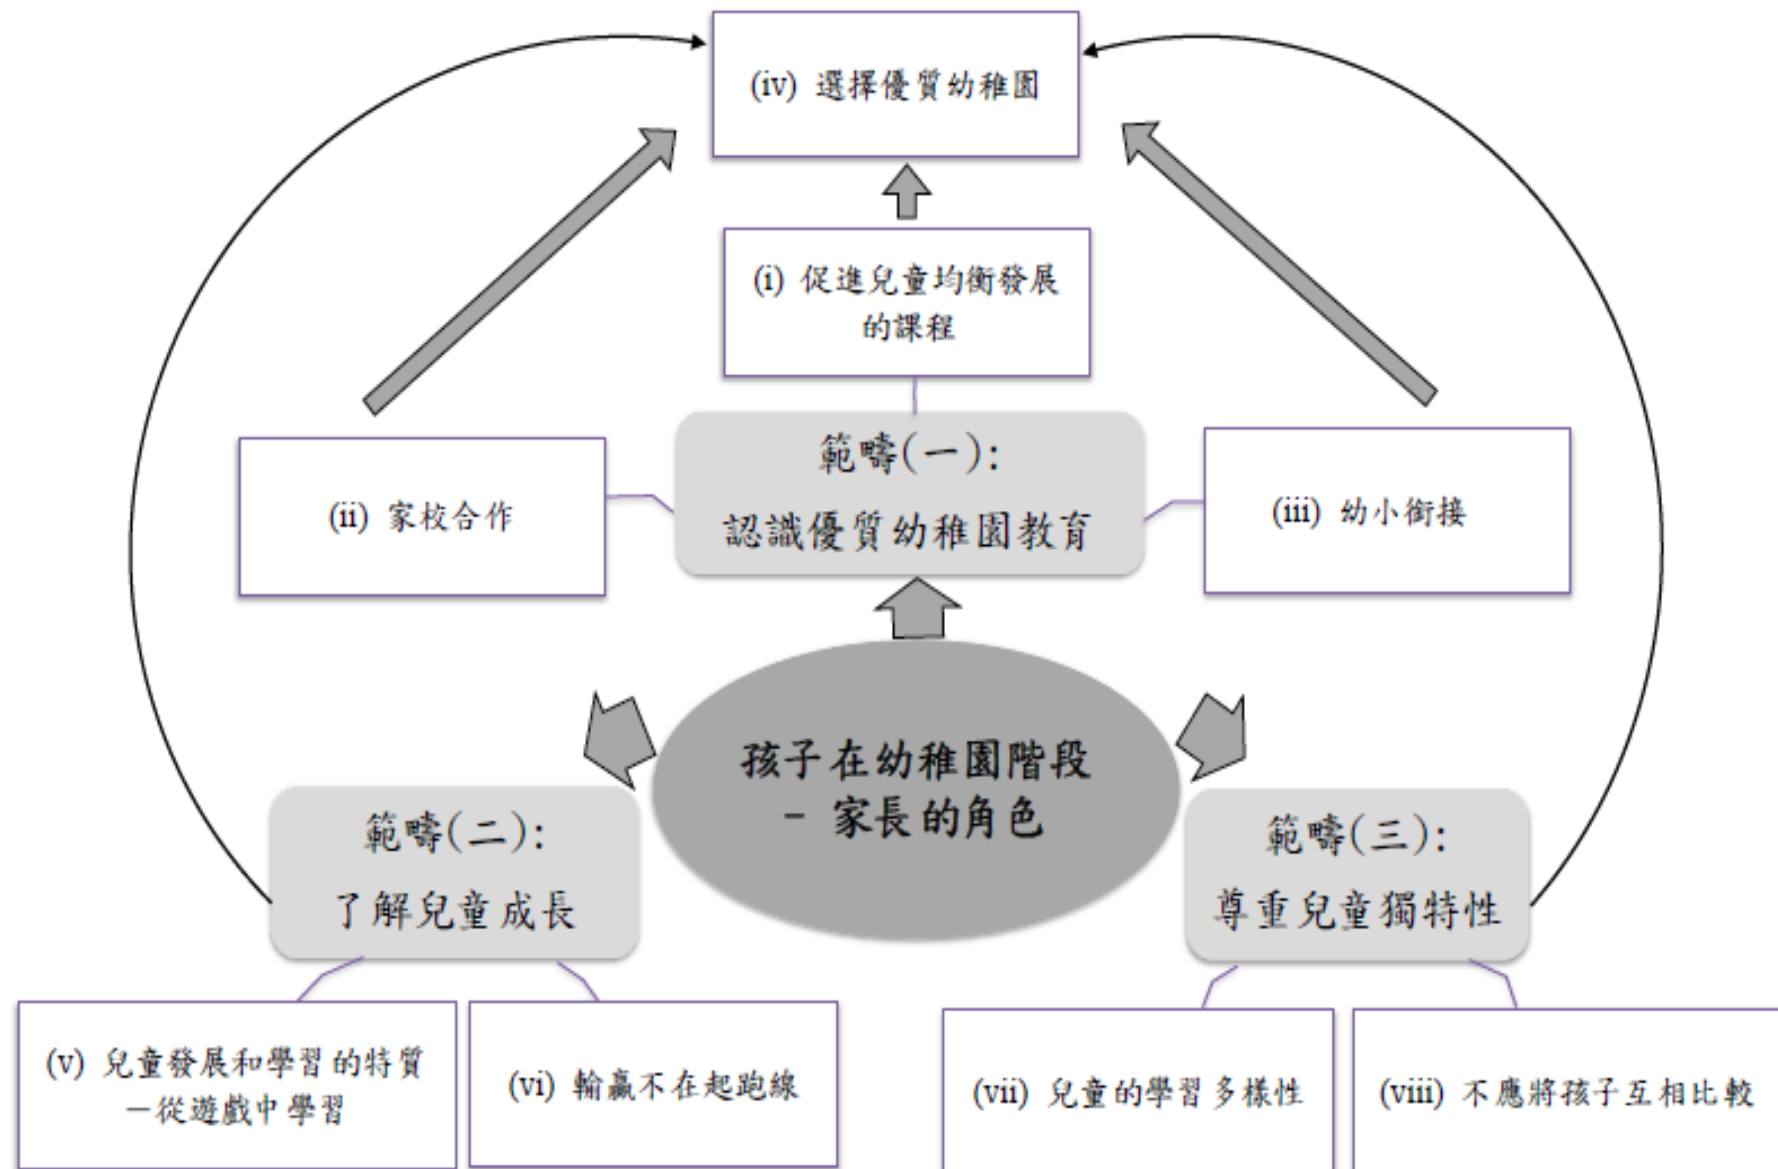 (iv) 選擇優質幼稚園
(i) 促進兒童均衡發展
的課程
範疇(一):
認識優質幼稚園教育
(ii) 家校合作
(iii) 幼小銜接
孩子在幼稚園階段
- 家長的角色
範疇(二):
了解兒童成長
範疇(三):
尊重兒童獨特性
(v) 兒童發展和學習的特質
－從遊戲中學習
(vi) 輸贏不在起跑線
(vii) 兒童的學習多樣性
(viii) 不應將孩子互相比較